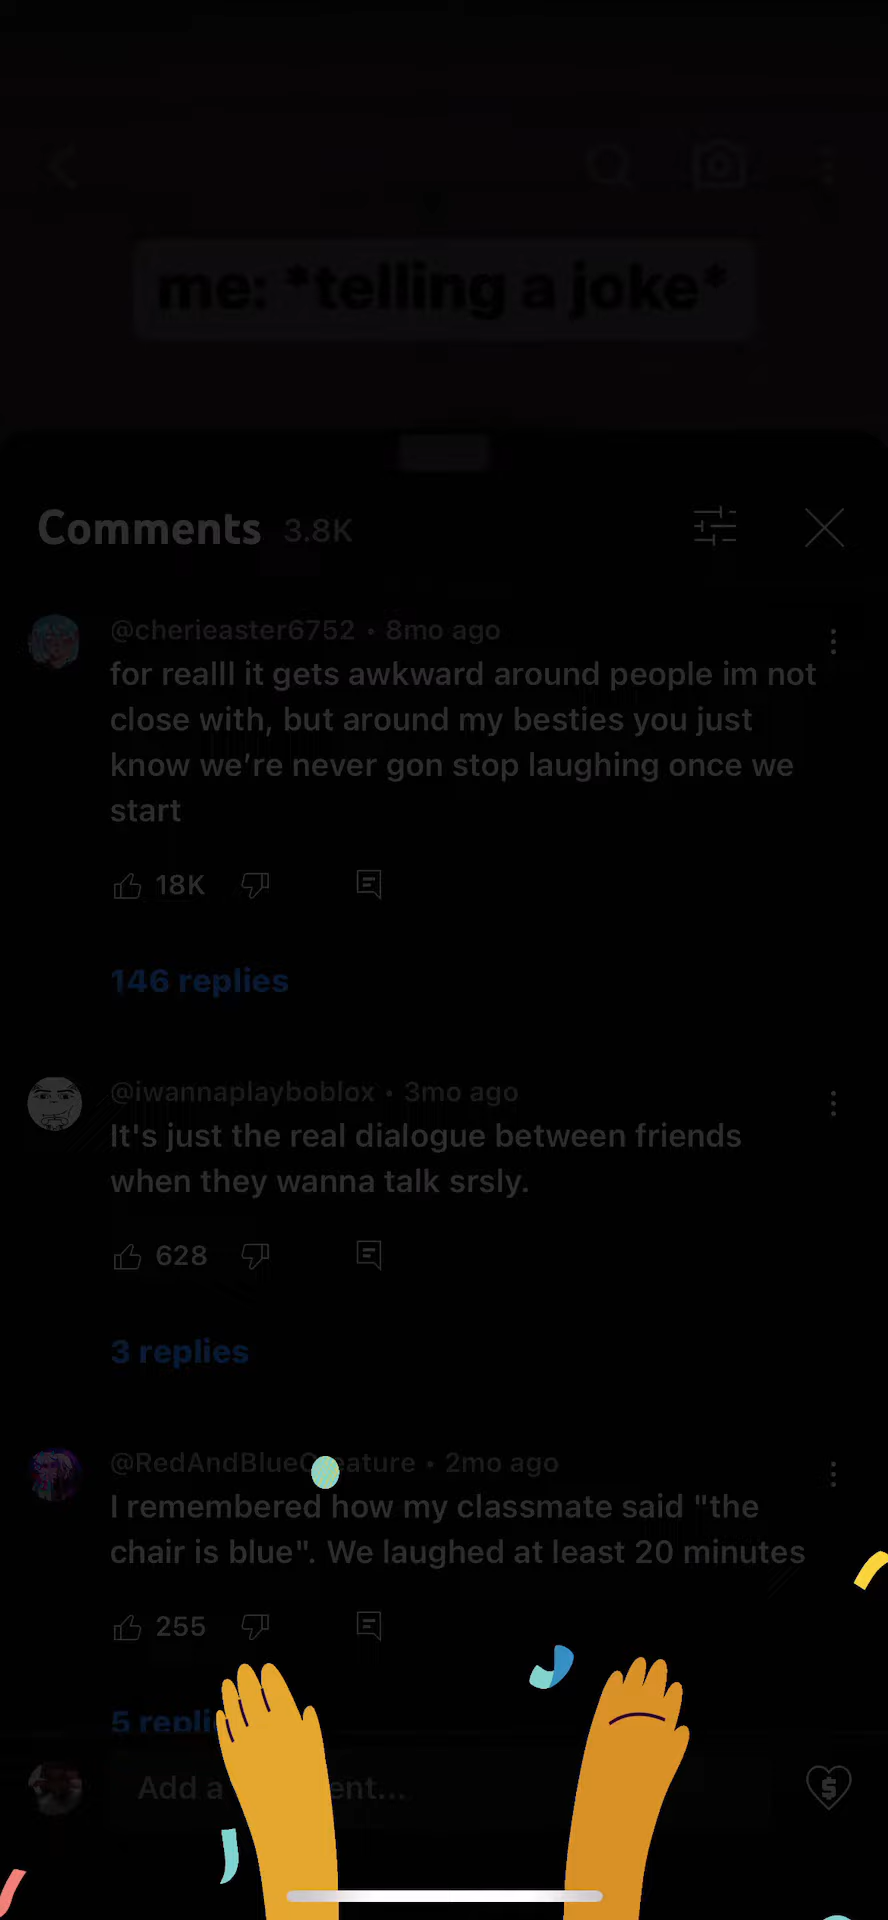 me: *telling a joke*
Comments 3.8K
@cherieaster6752 • 8mo ago
for realll it gets awkward around people im not
close with, but around my besties you just
know we’re never gon stop laughing once we
start
18K
146 replies
@iwannaplayboblox • 3mo ago
It's just the real dialogue between friends
when they wanna talk srsly.
628
3 replies
@RedAndBlueCreature • 2mo ago
I remembered how my classmate said "the
chair is blue". We laughed at least 20 minutes
255
5 repli
Add a ent...
$